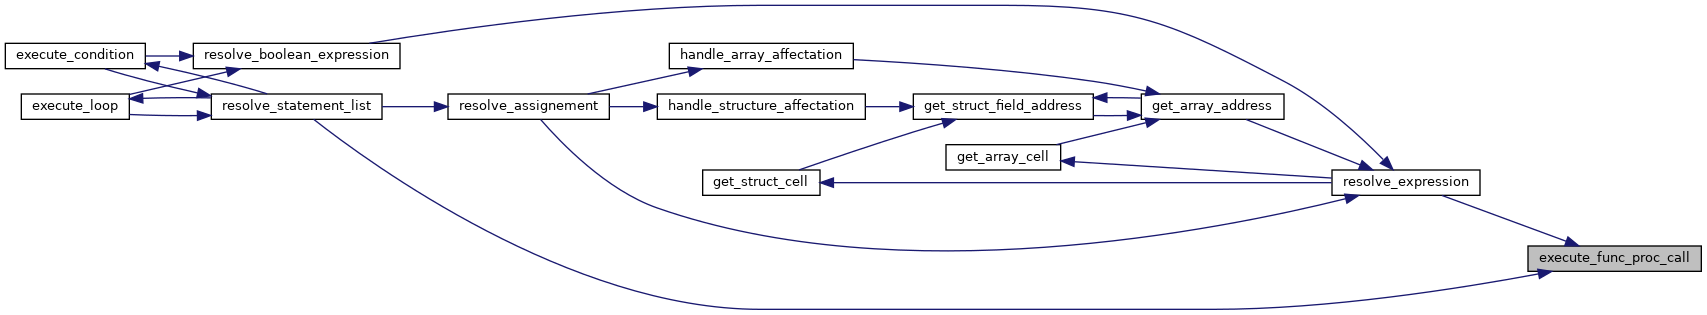 execute_condition
resolve_boolean_expression
handle_array_affectation
execute_loop
resolve_statement_list
resolve_assignement
handle_structure_affectation
get_struct_field_address
get_array_address
get_array_cell
get_struct_cell
resolve_expression
execute_func_proc_call